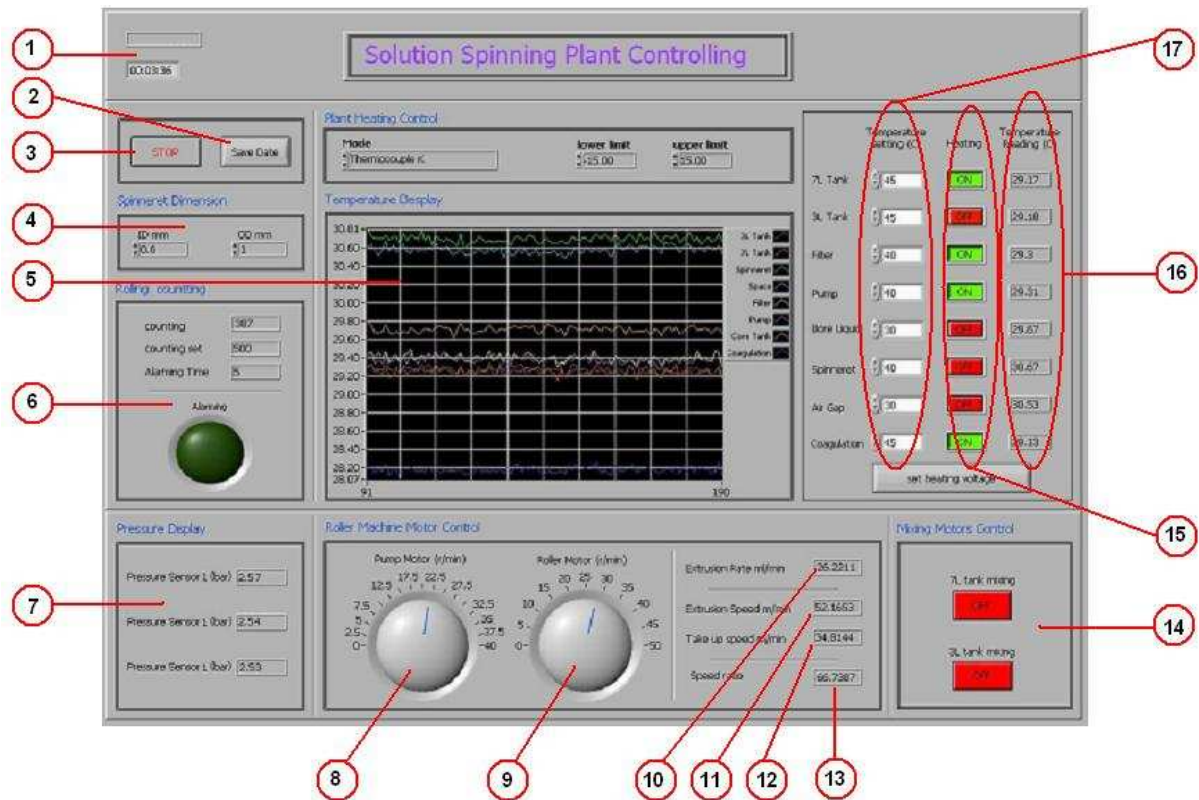 1
00:03:36
Solution Spinning Plant Controlling
17
2
3
STOP
Save Date
Plant Heating Control
Mode
Thermocouple K
lower limit
-15.00
upper limit
15.00
Temperature
setting (C)
Heating
Temperature
Reading (C)
7L Tank
45
ON
29.17
3L Tank
45
OFF
29.18
Filter
40
ON
29.3
Pump
40
ON
29.31
Bore Liquid
30
OFF
29.67
Spinneret
40
OFF
30.67
Air Gap
30
OFF
30.53
Coagulation
45
ON
set heating voltage
16
15
4
Spinneret Dimension
ID mm
0.6
OD mm
1
5
Temperature Display
30.81
30.60
30.40
30.20
30.00
29.80
29.60
29.40
29.20
29.00
28.80
28.60
28.40
28.20
28.07
91
190
3L Tank
7L Tank
Spinneret
Space
Filter
Pump
Core Tank
Coagulation
Rolling counting
counting
387
counting set
500
Alarming Time
5
6
Alarming
Pressure Display
7
Pressure Sensor L (bar) 2.57
Pressure Sensor L (bar) 2.54
Pressure Sensor L (bar) 2.53
Roller Machine Motor Control
Pump Motor (r/min)
0
2.5
5
7.5
12.5
17.5
22.5
27.5
32.5
35
37.5
40
Roller Motor (r/min)
0
5
10
15
20
25
30
35
40
45
50
Extrusion Rate ml/min
26.2211
Extrusion Speed m/min
52.1653
Take up speed m/min
34.8144
Speed ratio
66.7387
Mixing Motors Control
7L tank mixing
OFF
3L tank mixing
OFF
14
8
9
10
11
12
13